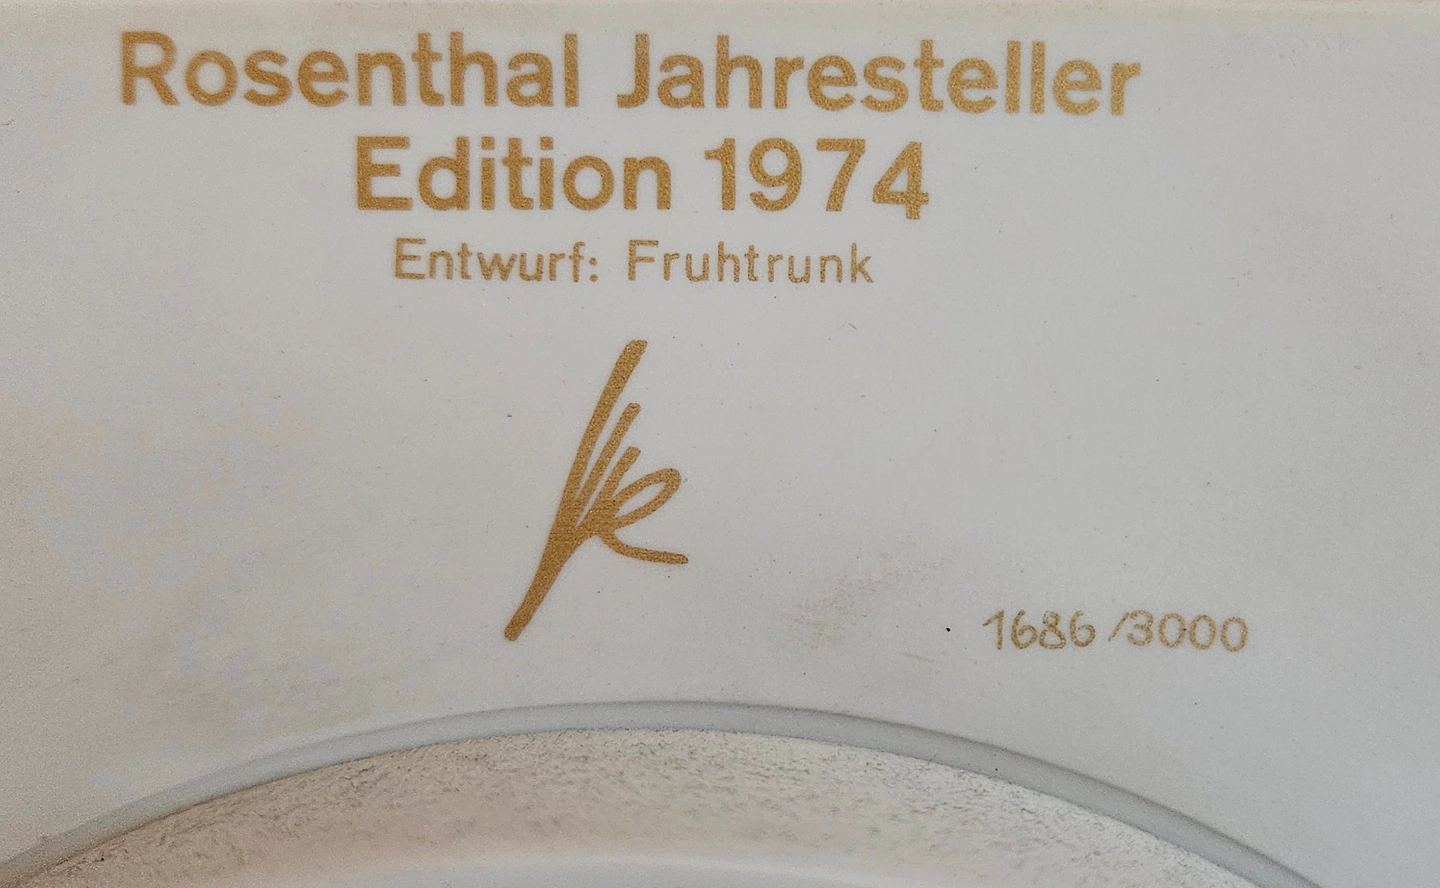 Rosenthal Jahresteller
Edition 1974
Entwurf: Fruhtrunk
1686/3000